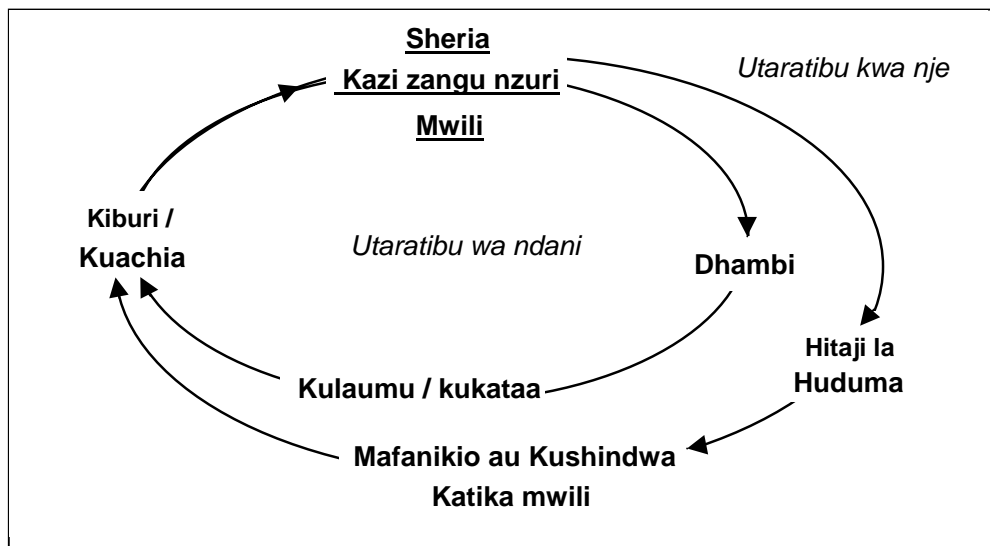 Sheria
Utaratibu kwa nje
Kazi zangu nzuri
Mwili
Kiburi /
Kuachia
Utaratibu wa ndani
Dhambi
Hitaji la
Huduma
Kulaumu / kukataa
Mafanikio au Kushindwa
Katika mwili